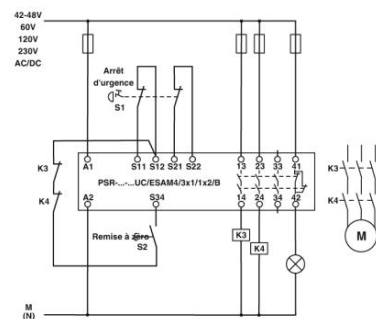 42-48V
60V
120V
230V
AC/DC
Arrêt
d'urgence
S1
A1
S11
S12
S21
S22
13
23
33
41
K3
K4
PSR-...-...UC/ESAM4/3x1/1x2/B
A2
S34
14
24
34
42
Remise à zéro
S2
K3
K4
K3
K4
M
M
(N)